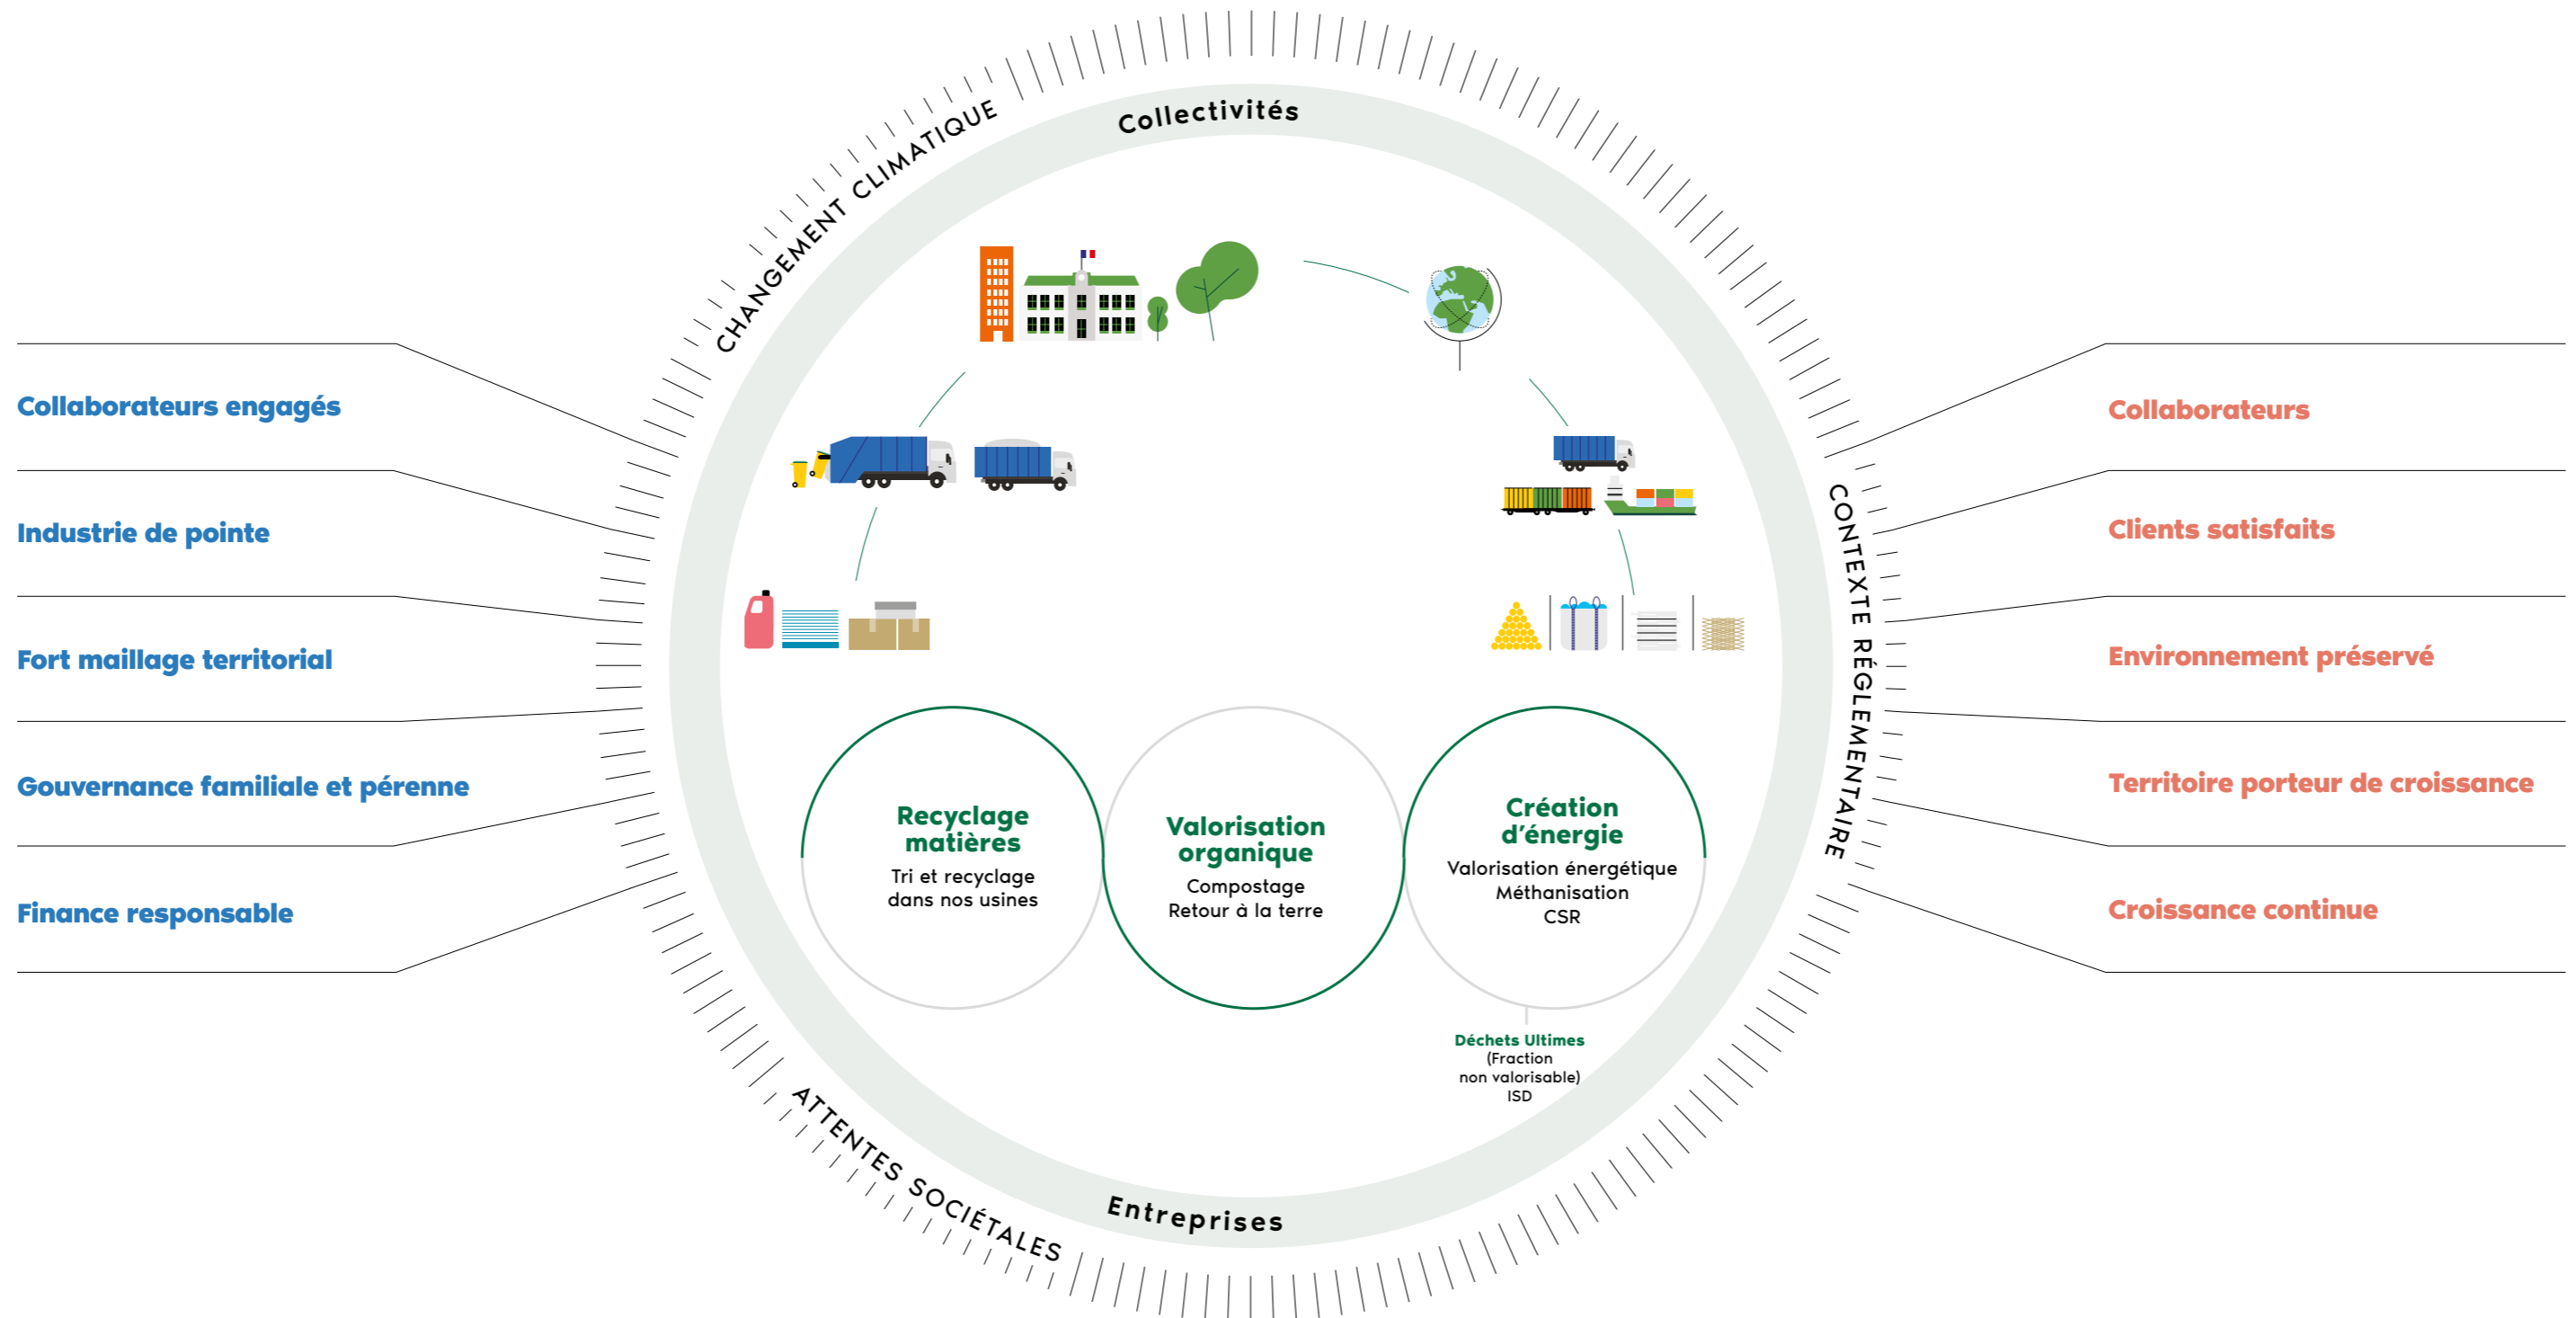 Collectivités
CHANGEMENT CLIMATIQUE
Collaborateurs engagés
Industrie de pointe
Fort maillage territorial
Gouvernance familiale et pérenne
Finance responsable
Recyclage
matières
Tri et recyclage
dans nos usines
Valorisation
organique
Compostage
Retour à la terre
Création
d’énergie
Valorisation énergétique
Méthanisation
CSR
Déchets Ultimes
(Fraction
non valorisable)
ISD
CONTEXTE RÉGLEMENTAIRE
Collaborateurs
Clients satisfaits
Environnement préservé
Territoire porteur de croissance
Croissance continue
ATTENTES SOCIÉTALES
Entreprises